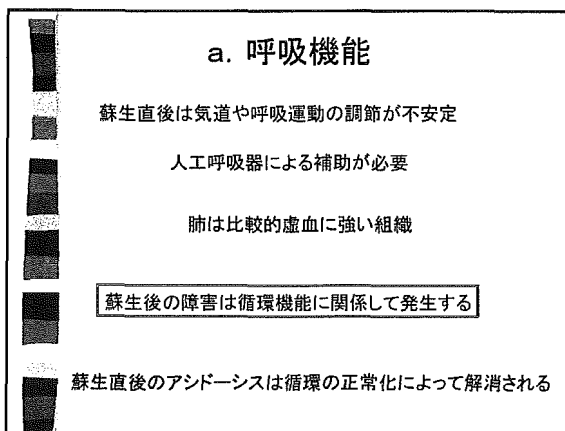 a. 呼吸機能
蘇生直後は気道や呼吸運動の調節が不安定
人工呼吸器による補助が必要
肺は比較的虚血に強い組織
蘇生後の障害は循環機能に関係して発生する
蘇生直後のアシドーシスは循環の正常化によって解消される